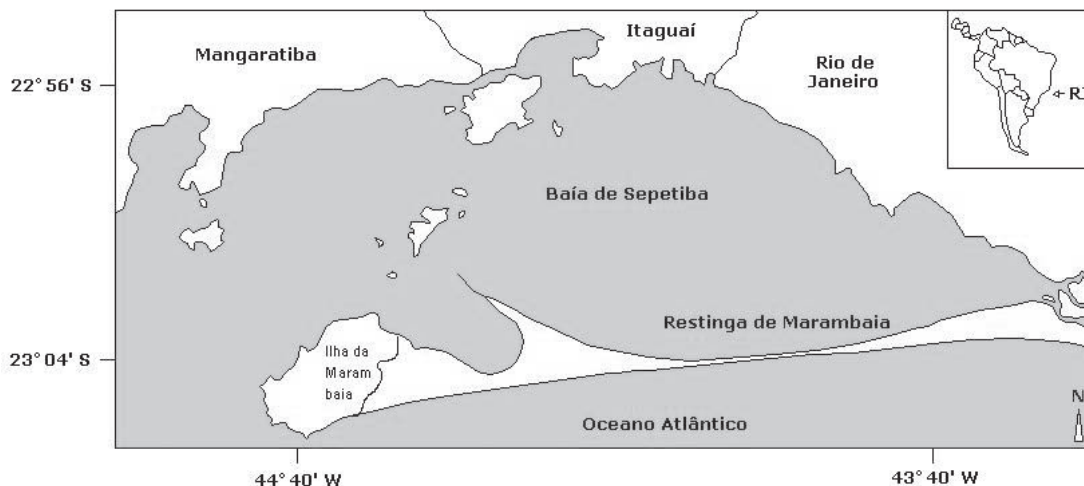 Mangaratiba
Itaguaí
Rio de
Janeiro
RJ
22°56' S
Baía de Sepetiba
Restinga de Marambaia
23°04' S
Ilha da
Maram
baia
Oceano Atlântico
N
44°40' W
43°40' W